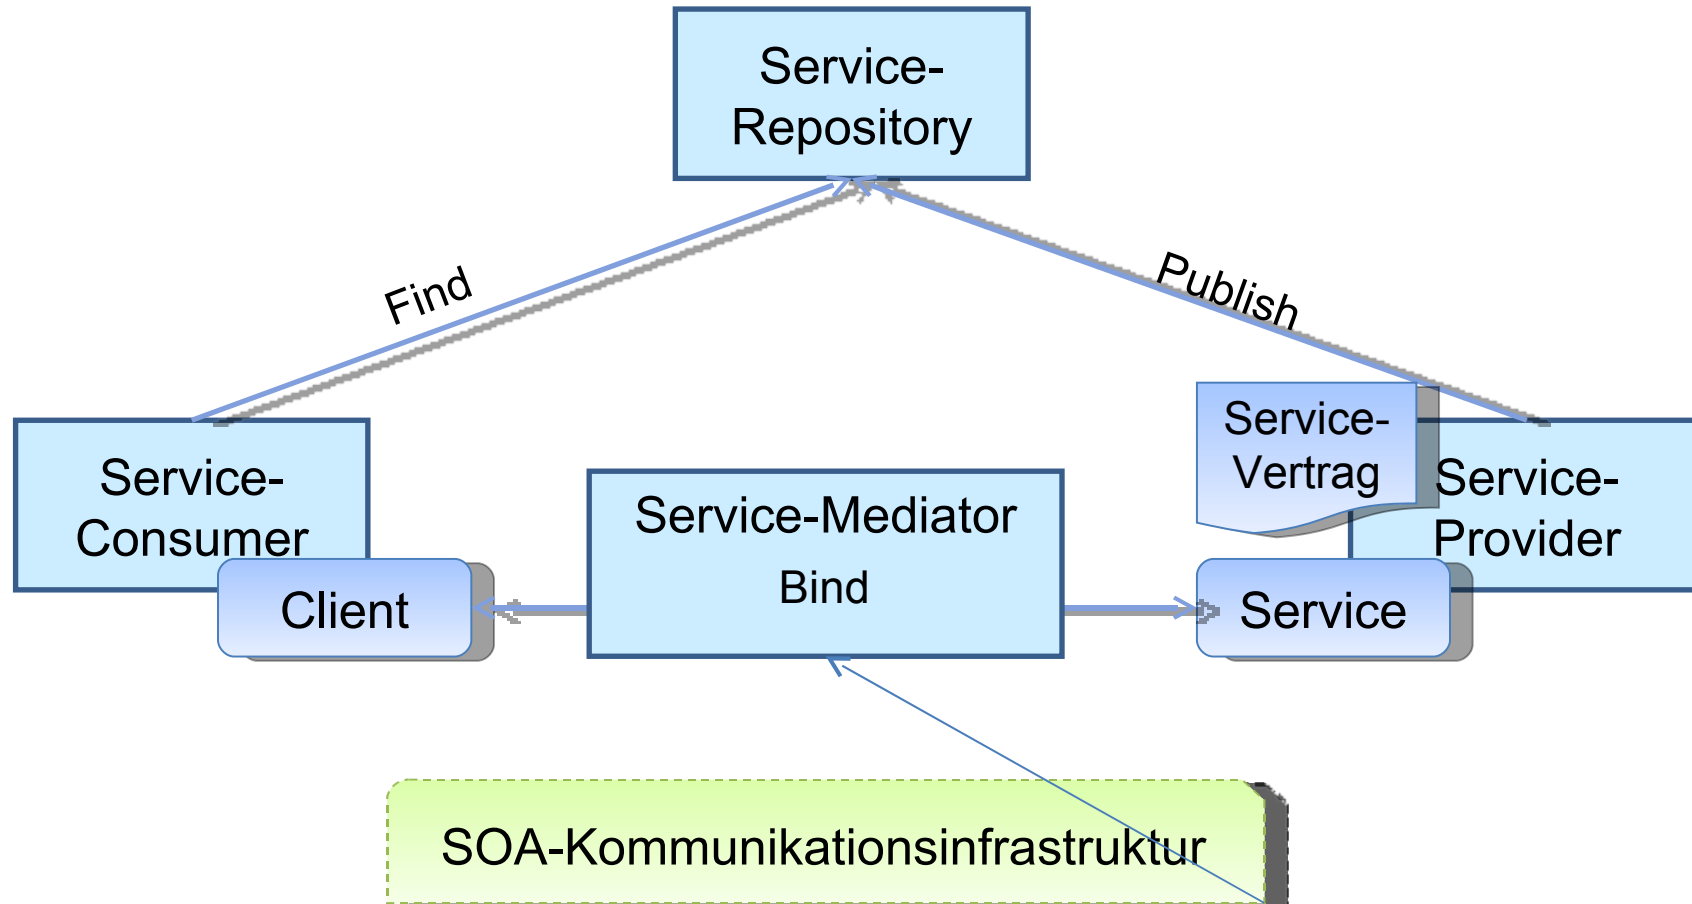 Service-
Repository
Find
Publish
Service-
Vertrag
Service-
Consumer
Service-Mediator
Bind
Service-
Provider
Client
Service
SOA-Kommunikationsinfrastruktur